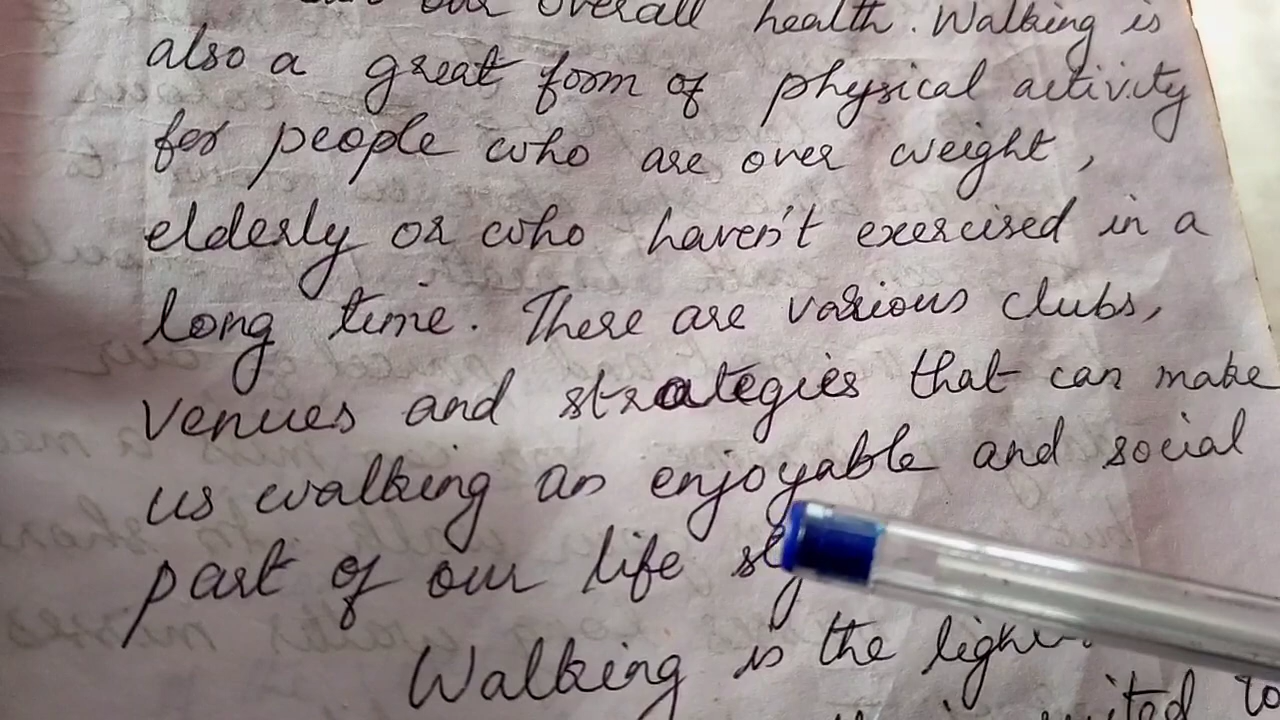 our overall health. Walking is
also a great form of physical activity
for people who are over weight,
elderly or who haven't exercised in a
long time. There are various clubs,
venues and strategies that can make
us walking an enjoyable and social
part of our life
Walking is the